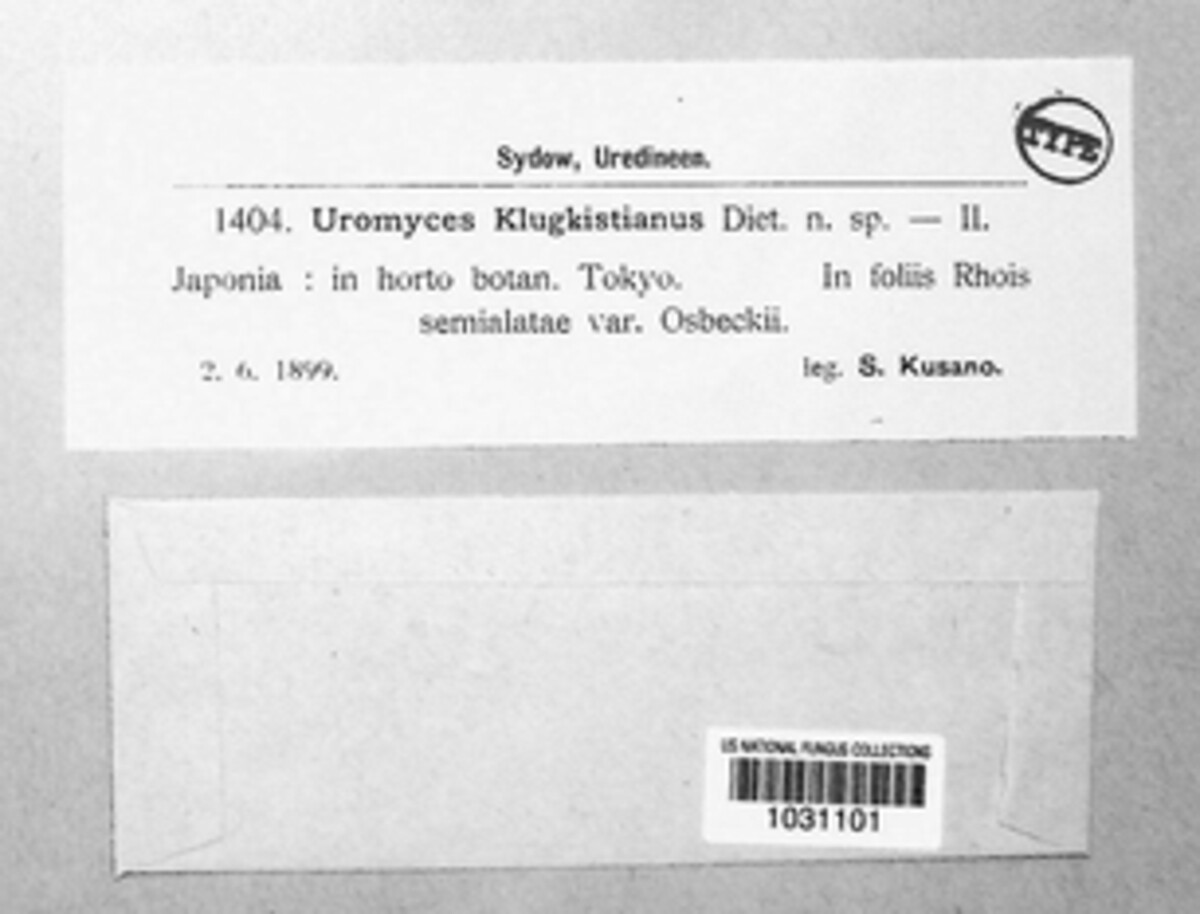 TYPE
Sydow, Uredineen.
1404. Uromyces Klugkistianus Diet. n. sp. — II.
Japonia : in horto botan. Tokyo. In foliis Rhois
semialatae var. Osbeckii.
2. 6. 1899. leg. S. Kusano.
US NATIONAL FUNGUS COLLECTIONS
1031101